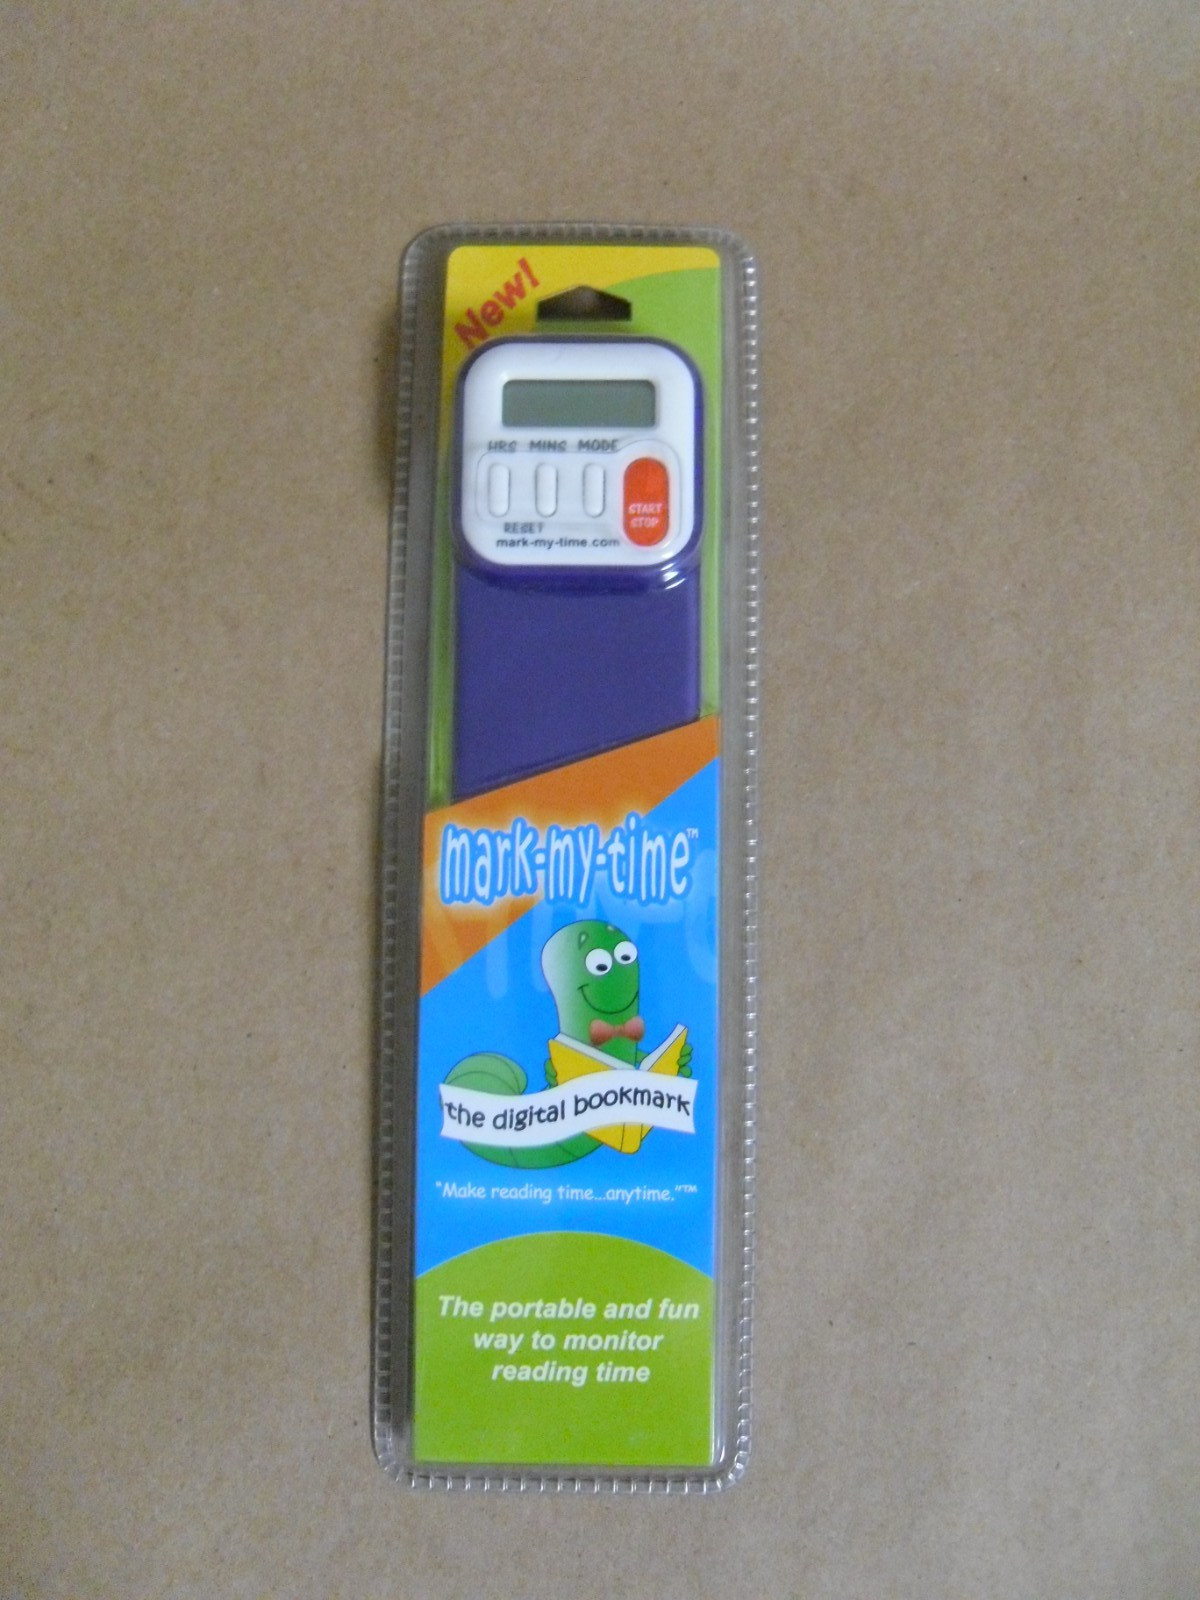 New!
HRS MINS MODE
START
STOP
RESET
mark-my-time.com
mark-my-time™
the digital bookmark
"Make reading time...anytime."™
The portable and fun
way to monitor
reading time